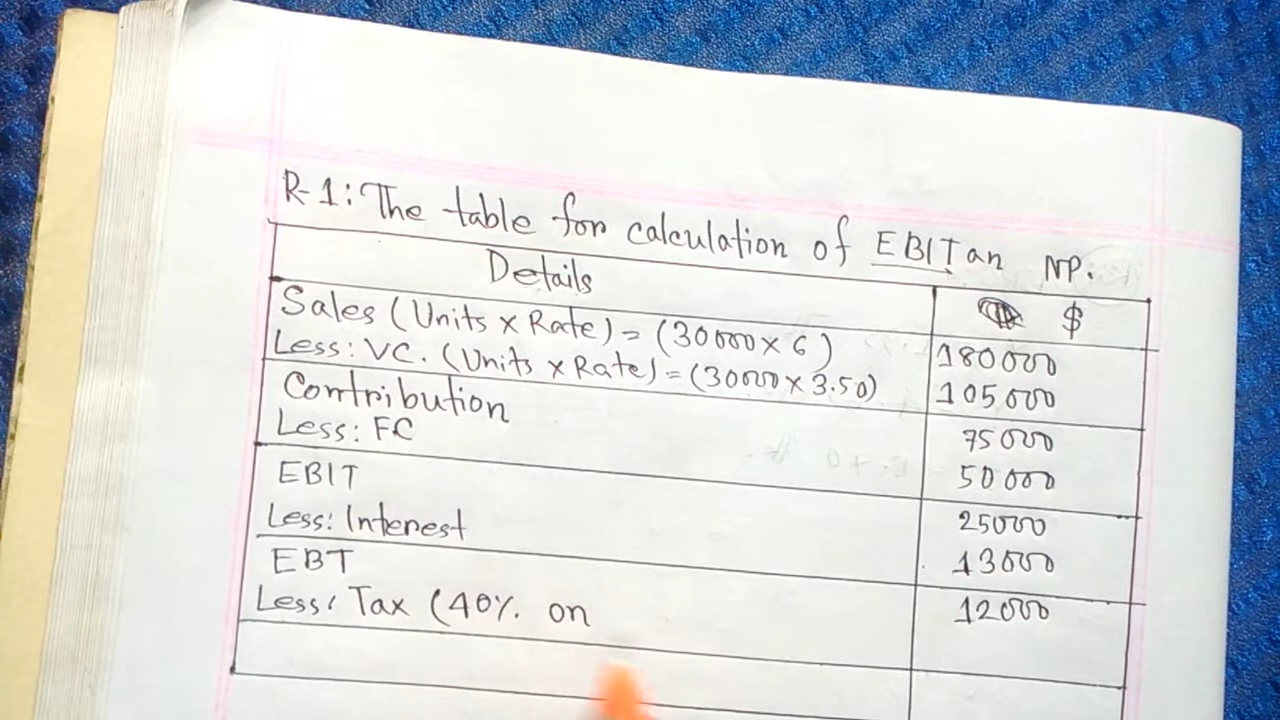 R-1: The table for calculation of EBIT an NP.
Details $
Sales (Units x Rate) = (30000 x 6) 180000
Less: VC. (Units x Rate) = (30000 x 3.50) 105000
Contribution 75000
Less: FC 50000
EBIT 25000
Less: Interest 13000
EBT 12000
Less: Tax (40% on